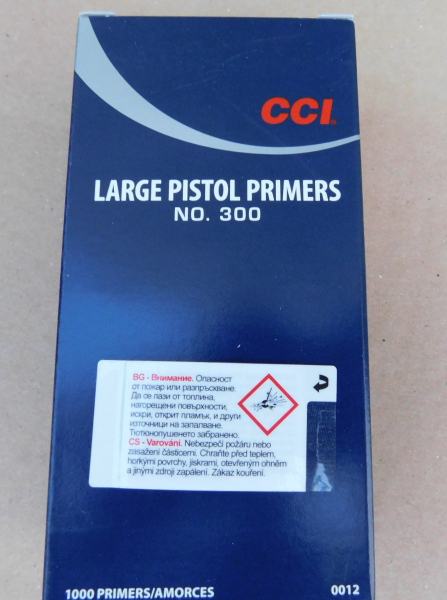 CCI
LARGE PISTOL PRIMERS
NO. 300
BG - Внимание. Опасност
от пожар или разпръскване.
Да се пази от топлина,
нагорещени повърхности,
искри, открит пламък, и други
източници на запалване.
Тютюнопушенето забранено.
CS - Varování. Nebezpečí požáru nebo
zasažení částicemi. Chraňte před teplem,
horkými povrchy, jiskrami, otevřeným ohněm
a jinými zdroji zapálení. Zákaz kouření.
1000 PRIMERS/AMORCES 0012